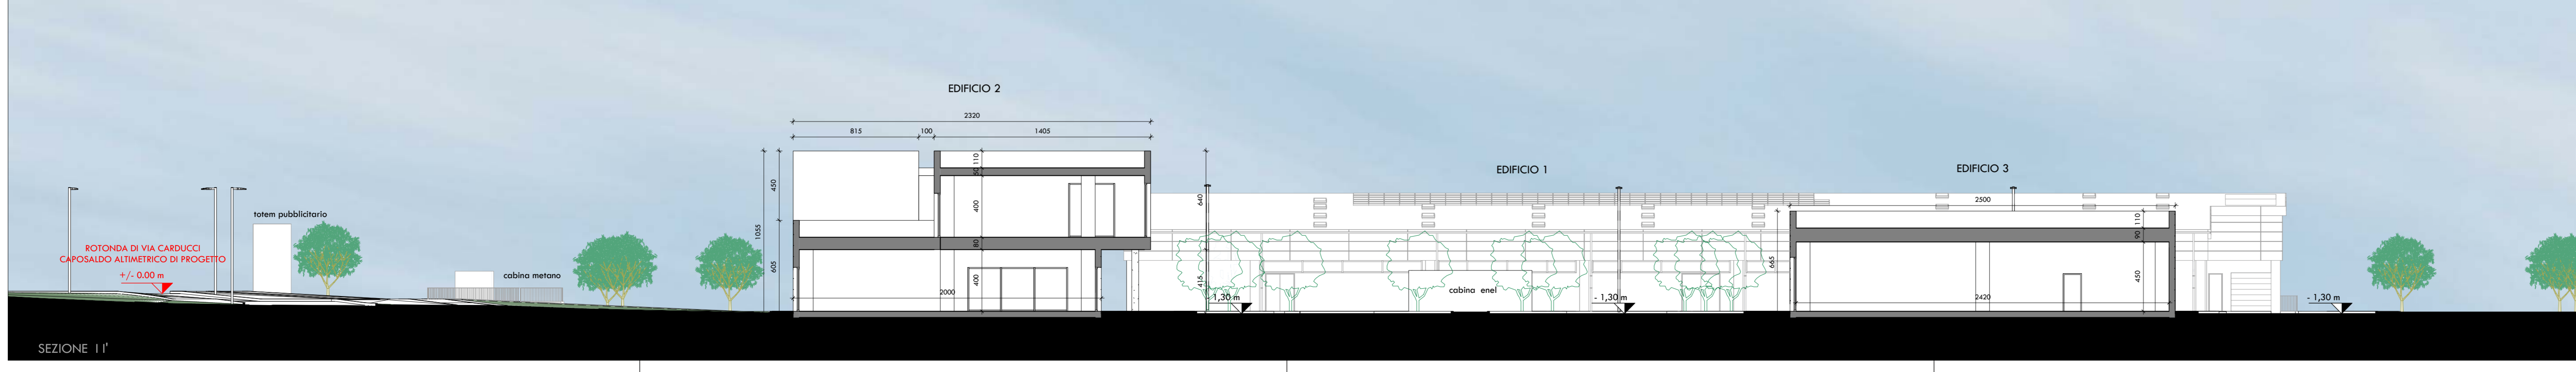 EDIFICIO 2
2320
815
100
1405
450
605
1055
110
50
400
80
400
2000
640
415
EDIFICIO 1
EDIFICIO 3
2500
665
110
90
450
2420
totem pubblicitario
ROTONDA DI VIA CARDUCCI
CAPOSALDO ALTIMETRICO DI PROGETTO
+/- 0.00 m
cabina metano
cabina enel
- 1,30 m
- 1,30 m
- 1,30 m
SEZIONE I I'